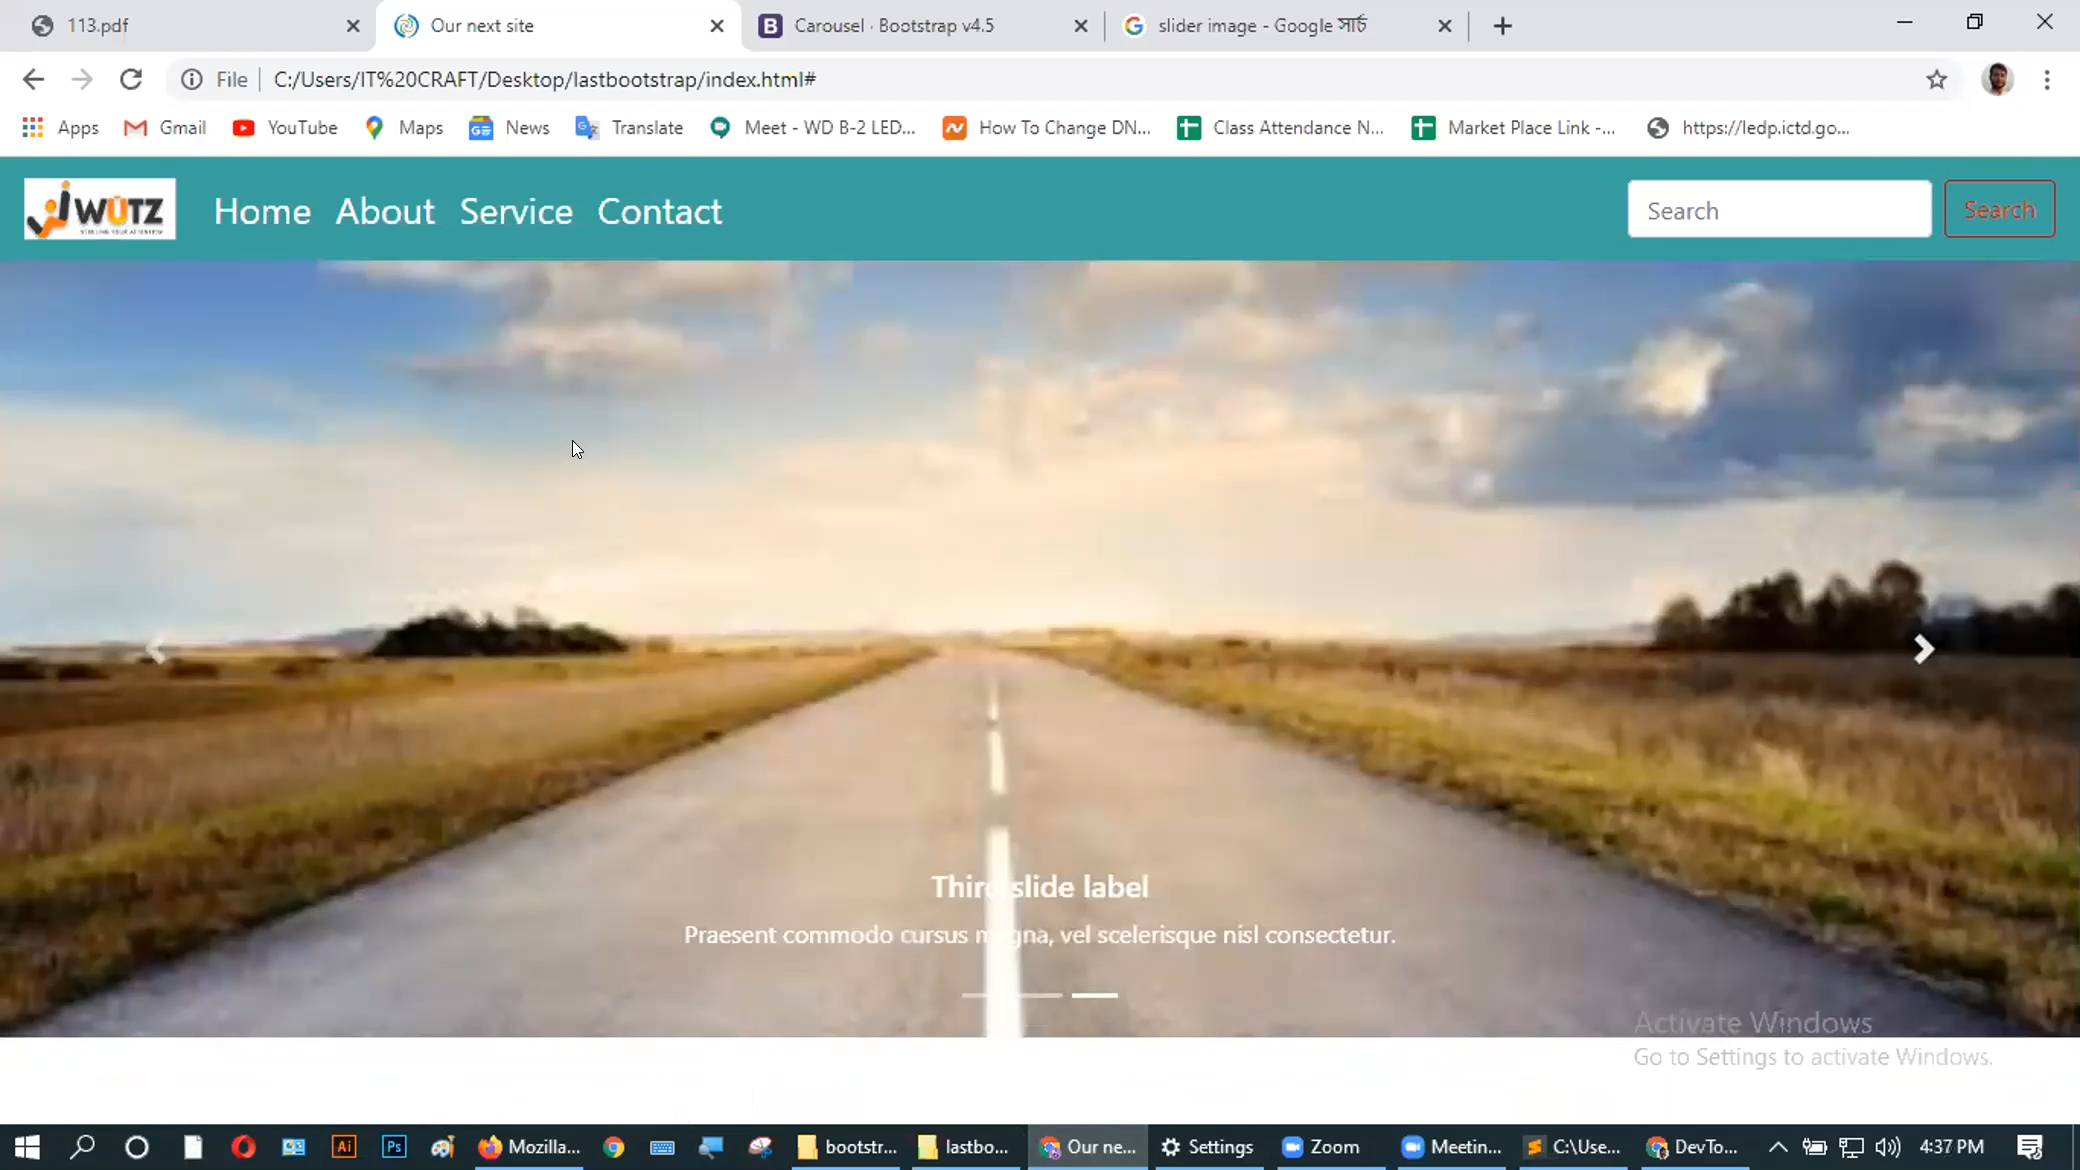 113.pdf
Our next site
Carousel · Bootstrap v4.5
slider image - Google সার্চ
File
C:/Users/IT%20CRAFT/Desktop/lastbootstrap/index.html#
Apps
Gmail
YouTube
Maps
News
Translate
Meet - WD B-2 LED...
How To Change DN...
Class Attendance N...
Market Place Link -...
https://ledp.ictd.go...
WUTZ
Home
About
Service
Contact
Search
Search
Third slide label
Praesent commodo cursus magna, vel scelerisque nisl consectetur.
Activate Windows
Go to Settings to activate Windows.
Mozilla...
bootstr...
lastbo...
Our ne...
Settings
Zoom
Meetin...
C:\Use...
DevTo...
4:37 PM